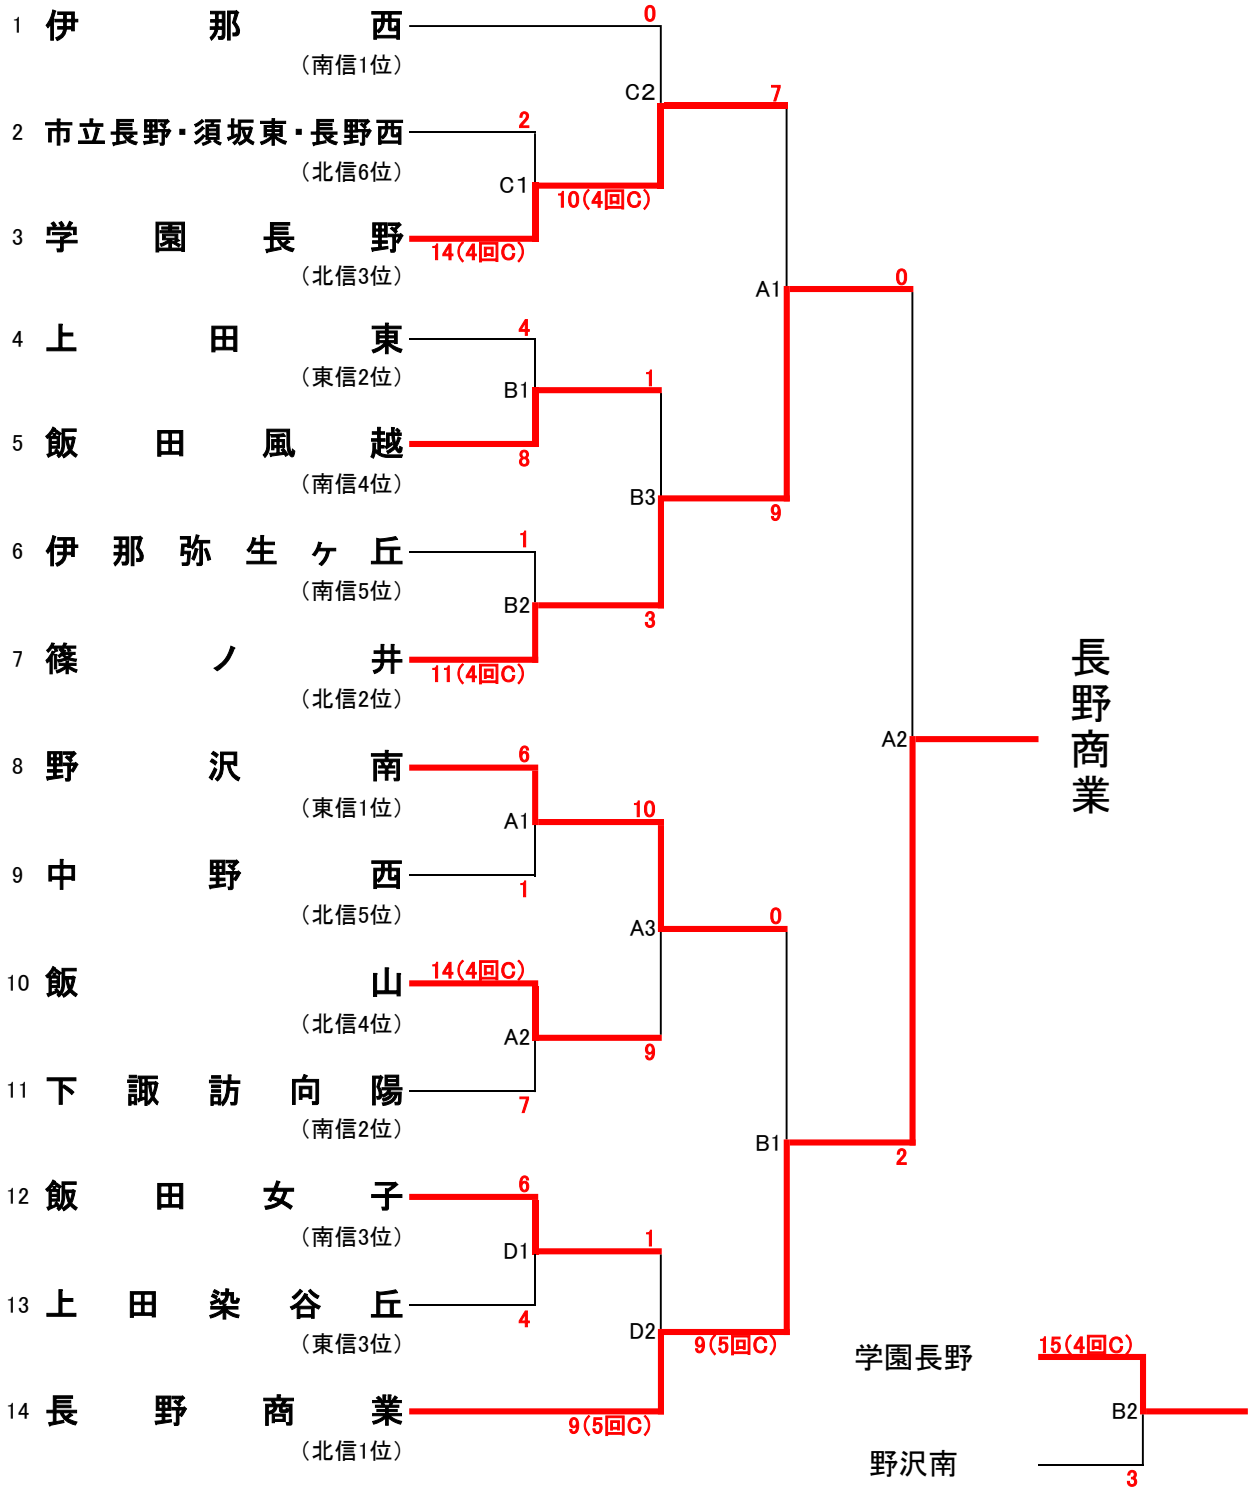 0
1 伊那西
(南信1位)
C2
7
2 市立長野・須坂東・長野西
2
(北信6位)
C1
10(4回C)
3 学園長野
14(4回C)
(北信3位)
A1
0
4 上田東
4
(東信2位)
B1
1
5 飯田風越
8
(南信4位)
B3
9
6 伊那弥生ヶ丘
1
(南信5位)
B2
3
7 篠ノ井
11(4回C)
(北信2位)
長野商業
A2
8 野沢南
6
(東信1位)
A1
10
9 中野西
1
(北信5位)
A3
0
10 飯山
14(4回C)
(北信4位)
A2
9
11 下諏訪向陽
7
(南信2位)
B1
2
12 飯田女子
6
(南信3位)
D1
1
13 上田染谷丘
4
(東信3位)
D2
9(5回C)
14 長野商業
9(5回C)
(北信1位)
学園長野
15(4回C)
B2
野沢南
3